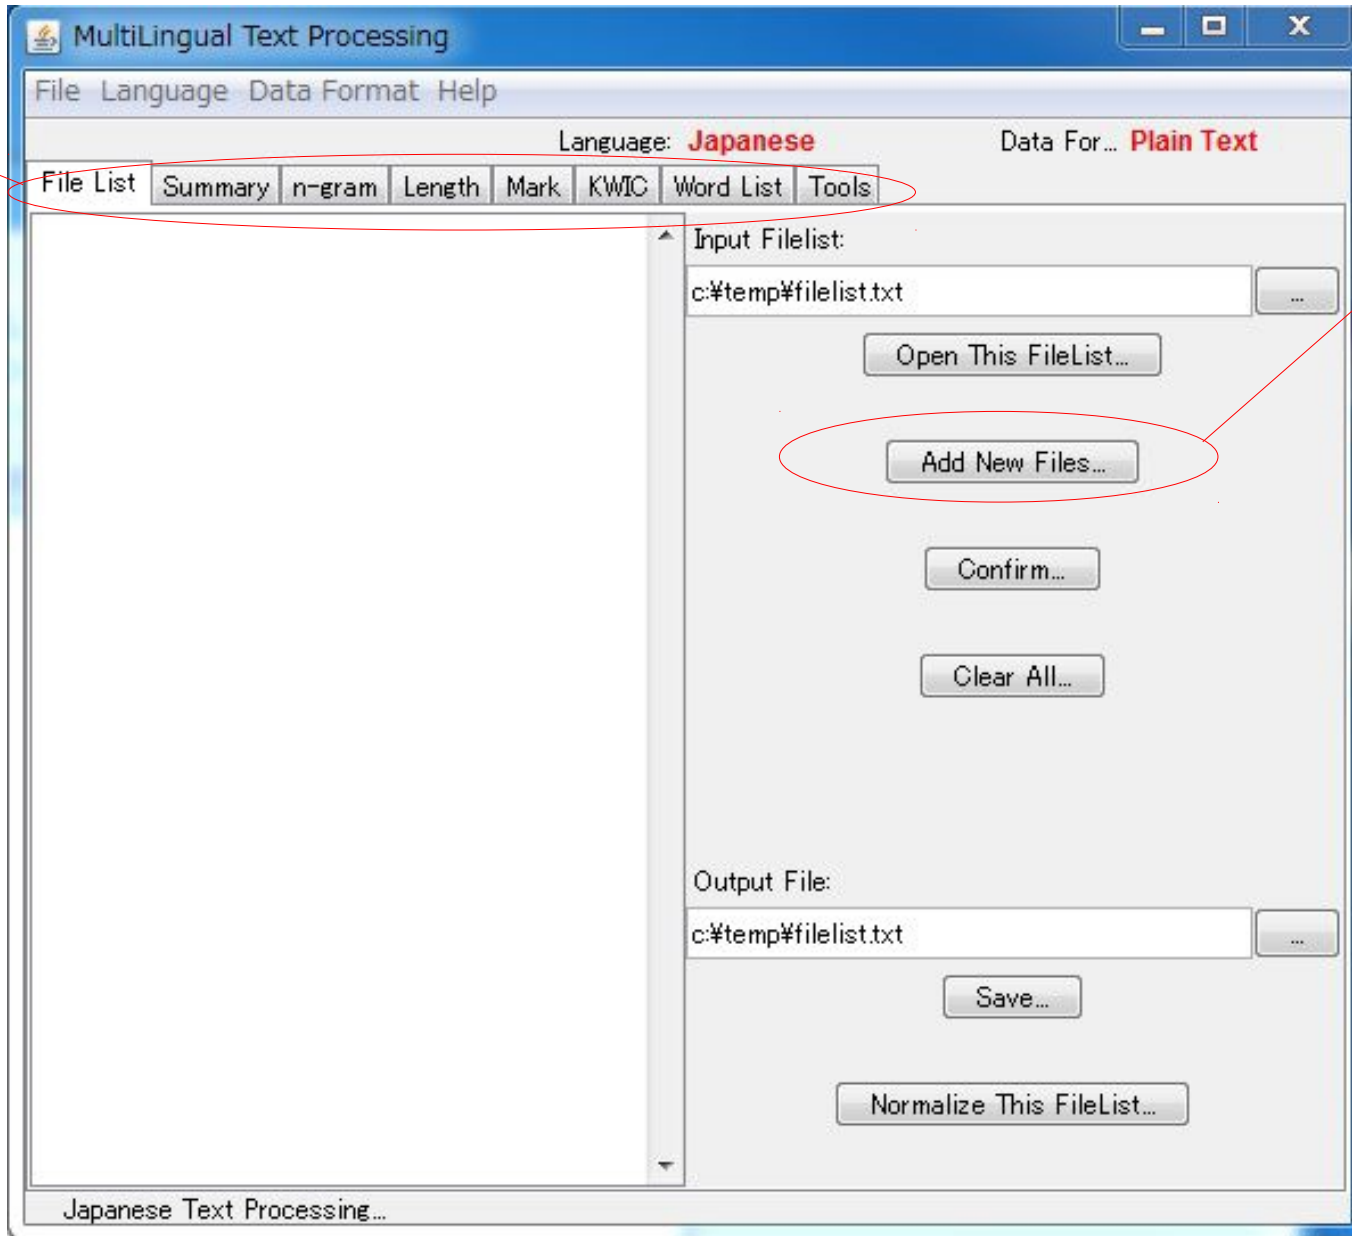 MultiLingual Text Processing
File Language Data Format Help
Language: Japanese Data For... Plain Text
File List Summary n-gram Length Mark KWIC Word List Tools
Input Filelist:
c:¥temp¥filelist.txt ...
Open This FileList...
Add New Files...
Confirm...
Clear All...
Output File:
c:¥temp¥filelist.txt ...
Save...
Normalize This FileList...
Japanese Text Processing...